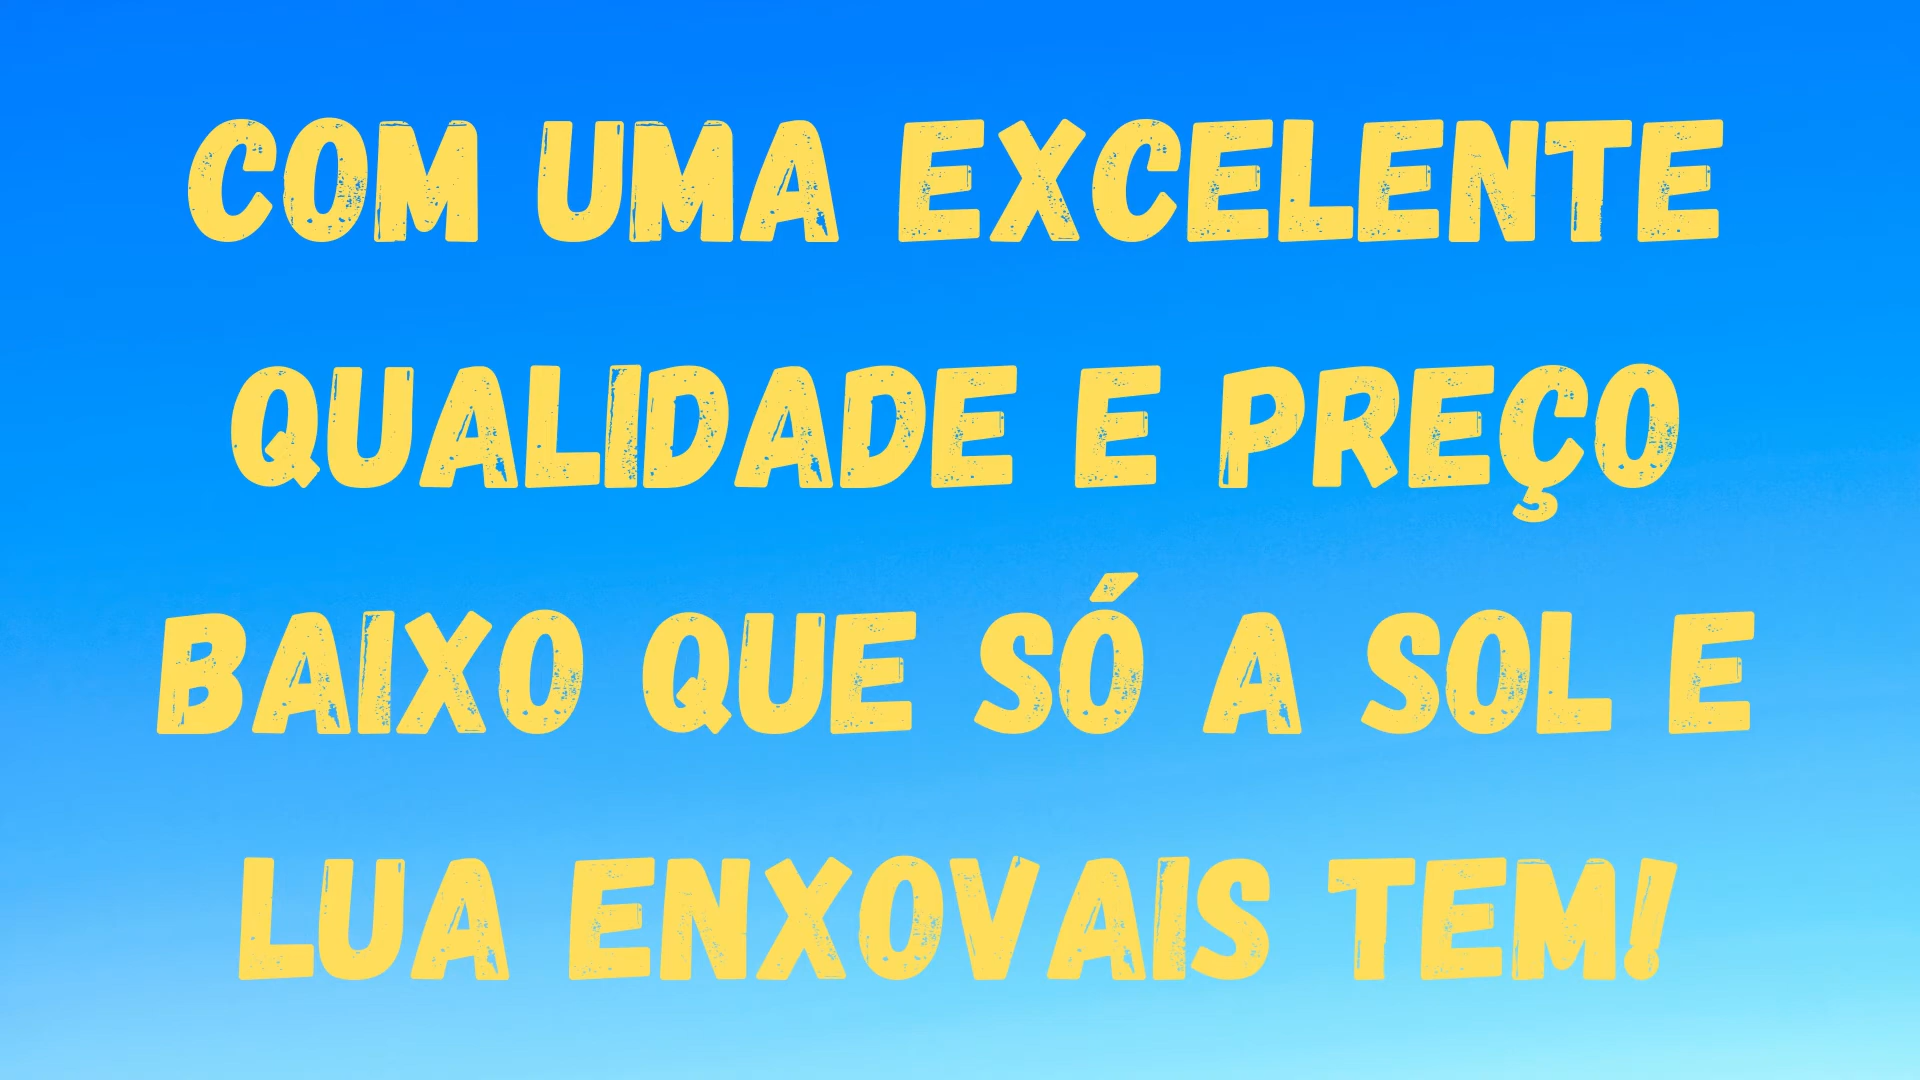 COM UMA EXCELENTE
QUALIDADE E PREÇO
BAIXO QUE SÓ A SOL E
LUA ENXOVAIS TEM!